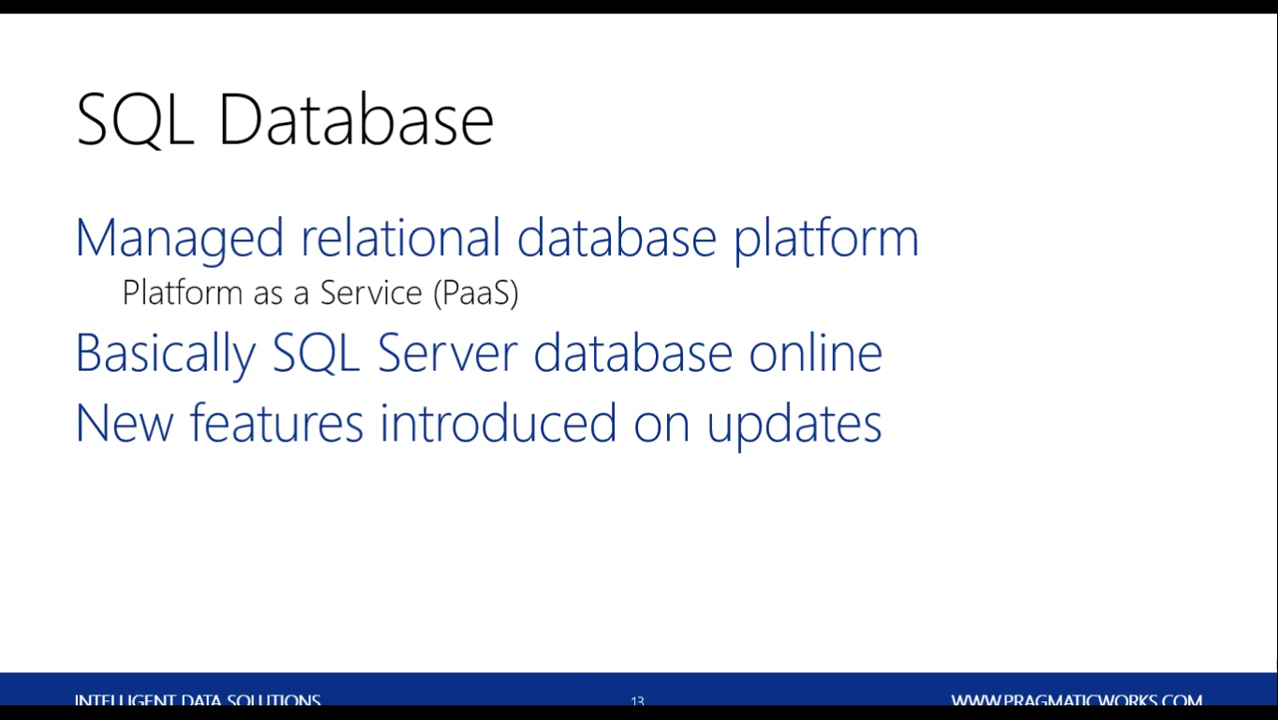 SQL Database
Managed relational database platform
Platform as a Service (PaaS)
Basically SQL Server database online
New features introduced on updates
INTELLIGENT DATA SOLUTIONS
13
WWW.PRAGMATICWORKS.COM